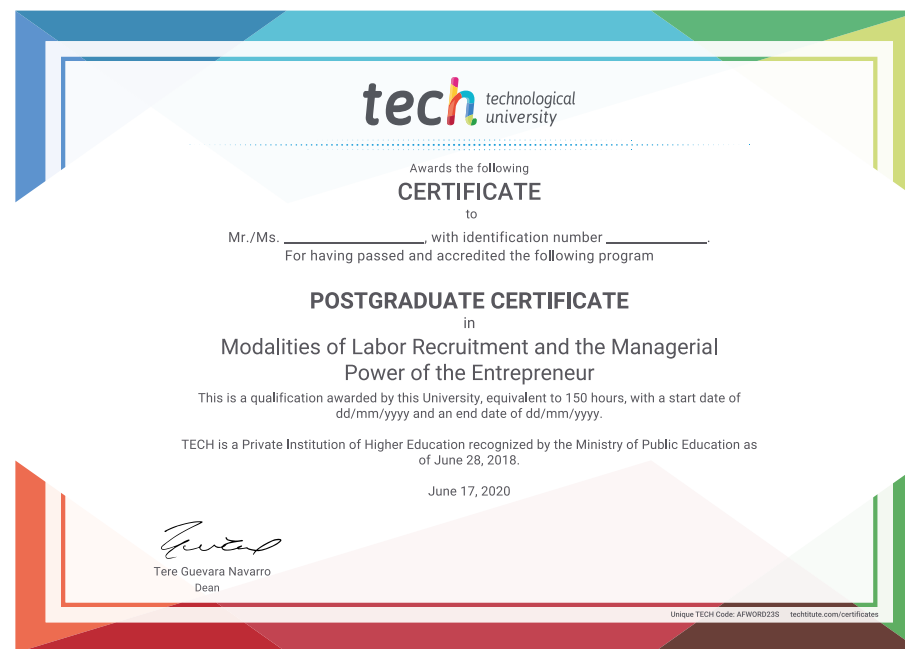 tech technological
university
Awards the following
CERTIFICATE
to
Mr./Ms. ____________, with identification number ____________.
For having passed and accredited the following program
POSTGRADUATE CERTIFICATE
in
Modalities of Labor Recruitment and the Managerial
Power of the Entrepreneur
This is a qualification awarded by this University, equivalent to 150 hours, with a start date of
dd/mm/yyyy and an end date of dd/mm/yyyy.
TECH is a Private Institution of Higher Education recognized by the Ministry of Public Education as
of June 28, 2018.
June 17, 2020
Tere Guevara Navarro
Dean
Unique TECH Code: AFWORD23S techtitute.com/certificates